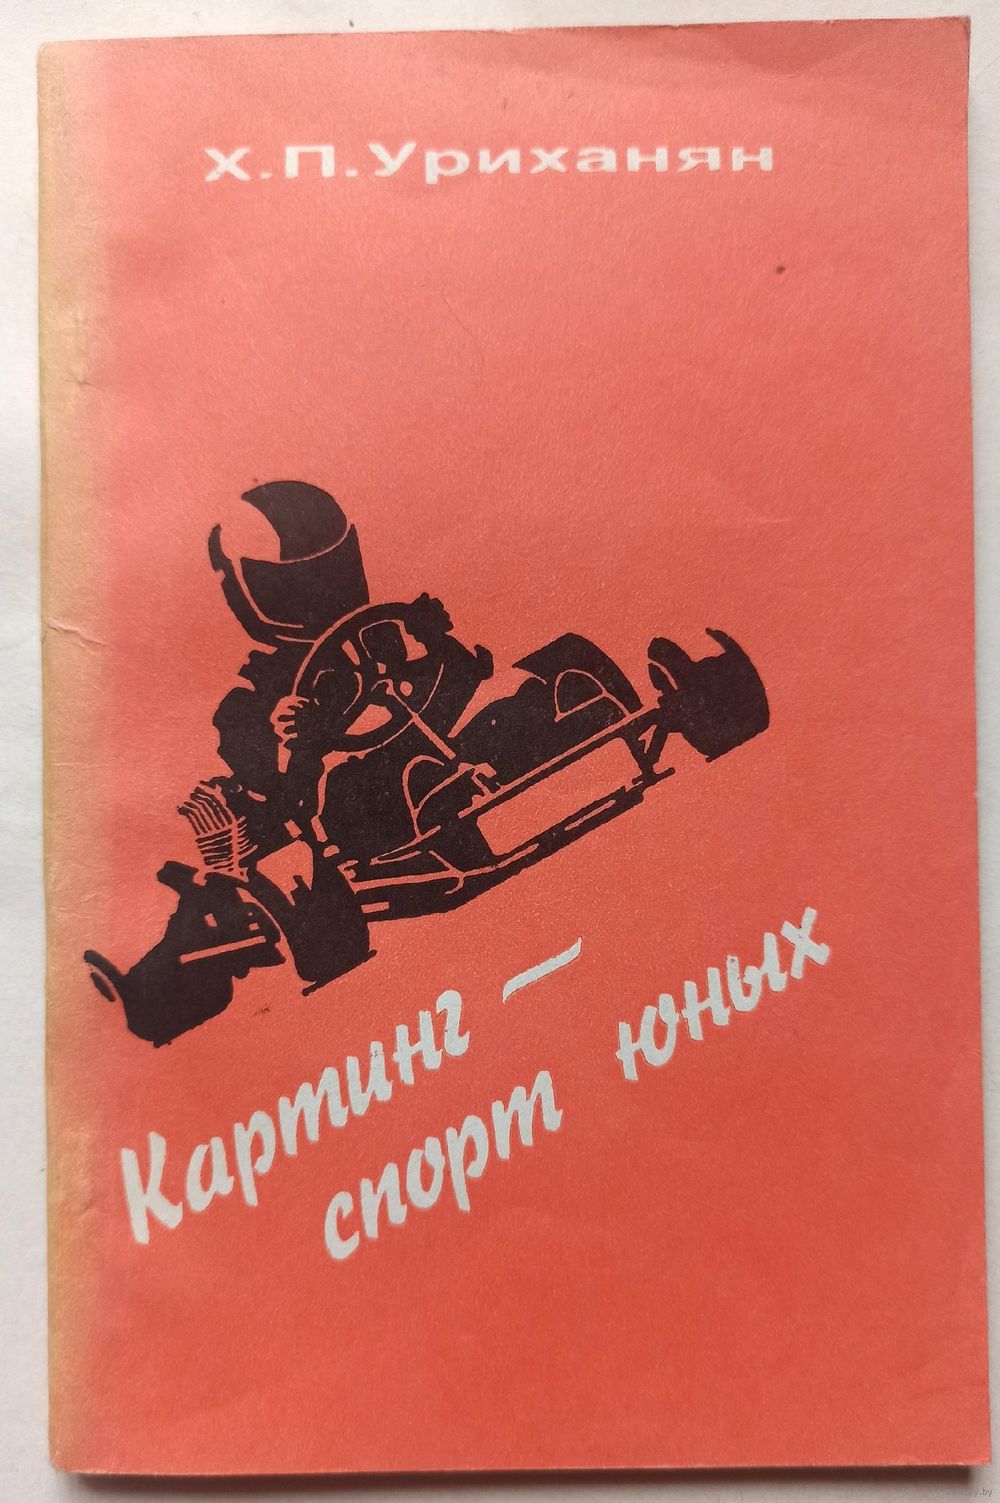 Х.П.Уриханян
Картинг —
спорт юных